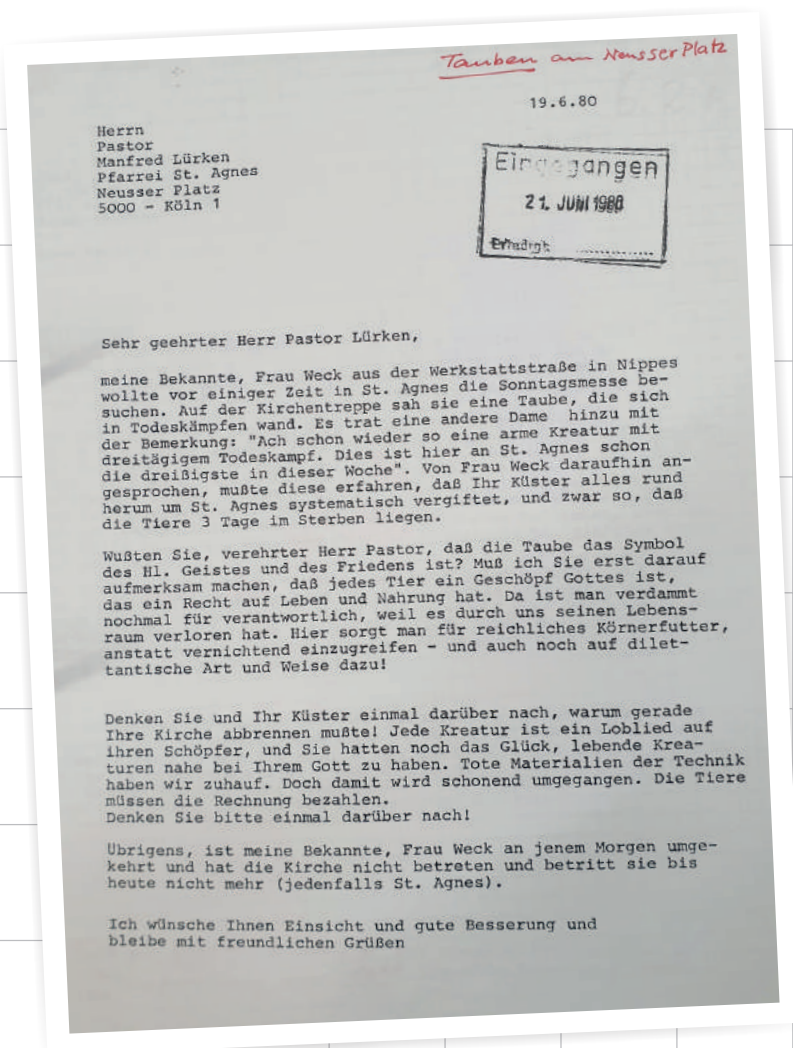 Tauben am Neusser Platz
19.6.80
Herrn
Pastor
Manfred Lürken
Pfarrei St. Agnes
Neusser Platz
5000 - Köln 1
Eingegangen
21. JUNI 1980
Erledigt ..............
Sehr geehrter Herr Pastor Lürken,
meine Bekannte, Frau Weck aus der Werkstattstraße in Nippes
wollte vor einiger Zeit in St. Agnes die Sonntagsmesse be-
suchen. Auf der Kirchentreppe sah sie eine Taube, die sich
in Todeskämpfen wand. Es trat eine andere Dame hinzu mit
der Bemerkung: "Ach schon wieder so eine arme Kreatur mit
dreitägigem Todeskampf. Dies ist hier an St. Agnes schon
die dreißigste in dieser Woche". Von Frau Weck daraufhin an-
gesprochen, mußte diese erfahren, daß Ihr Küster alles rund
herum um St. Agnes systematisch vergiftet, und zwar so, daß
die Tiere 3 Tage im Sterben liegen.
Wußten Sie, verehrter Herr Pastor, daß die Taube das Symbol
des Hl. Geistes und des Friedens ist? Muß ich Sie erst darauf
aufmerksam machen, daß jedes Tier ein Geschöpf Gottes ist,
das ein Recht auf Leben und Nahrung hat. Da ist man verdammt
nochmal für verantwortlich, weil es durch uns seinen Lebens-
raum verloren hat. Hier sorgt man für reichliches Körnerfutter,
anstatt vernichtend einzugreifen - und auch noch auf dilet-
tantische Art und Weise dazu!
Denken Sie und Ihr Küster einmal darüber nach, warum gerade
Ihre Kirche abbrennen mußte! Jede Kreatur ist ein Loblied auf
ihren Schöpfer, und Sie hatten noch das Glück, lebende Krea-
turen nahe bei Ihrem Gott zu haben. Tote Materialien der Technik
haben wir zuhauf. Doch damit wird schonend umgegangen. Die Tiere
müssen die Rechnung bezahlen.
Denken Sie bitte einmal darüber nach!
Übrigens, ist meine Bekannte, Frau Weck an jenem Morgen umge-
kehrt und hat die Kirche nicht betreten und betritt sie bis
heute nicht mehr (jedenfalls St. Agnes).
Ich wünsche Ihnen Einsicht und gute Besserung und
bleibe mit freundlichen Grüßen